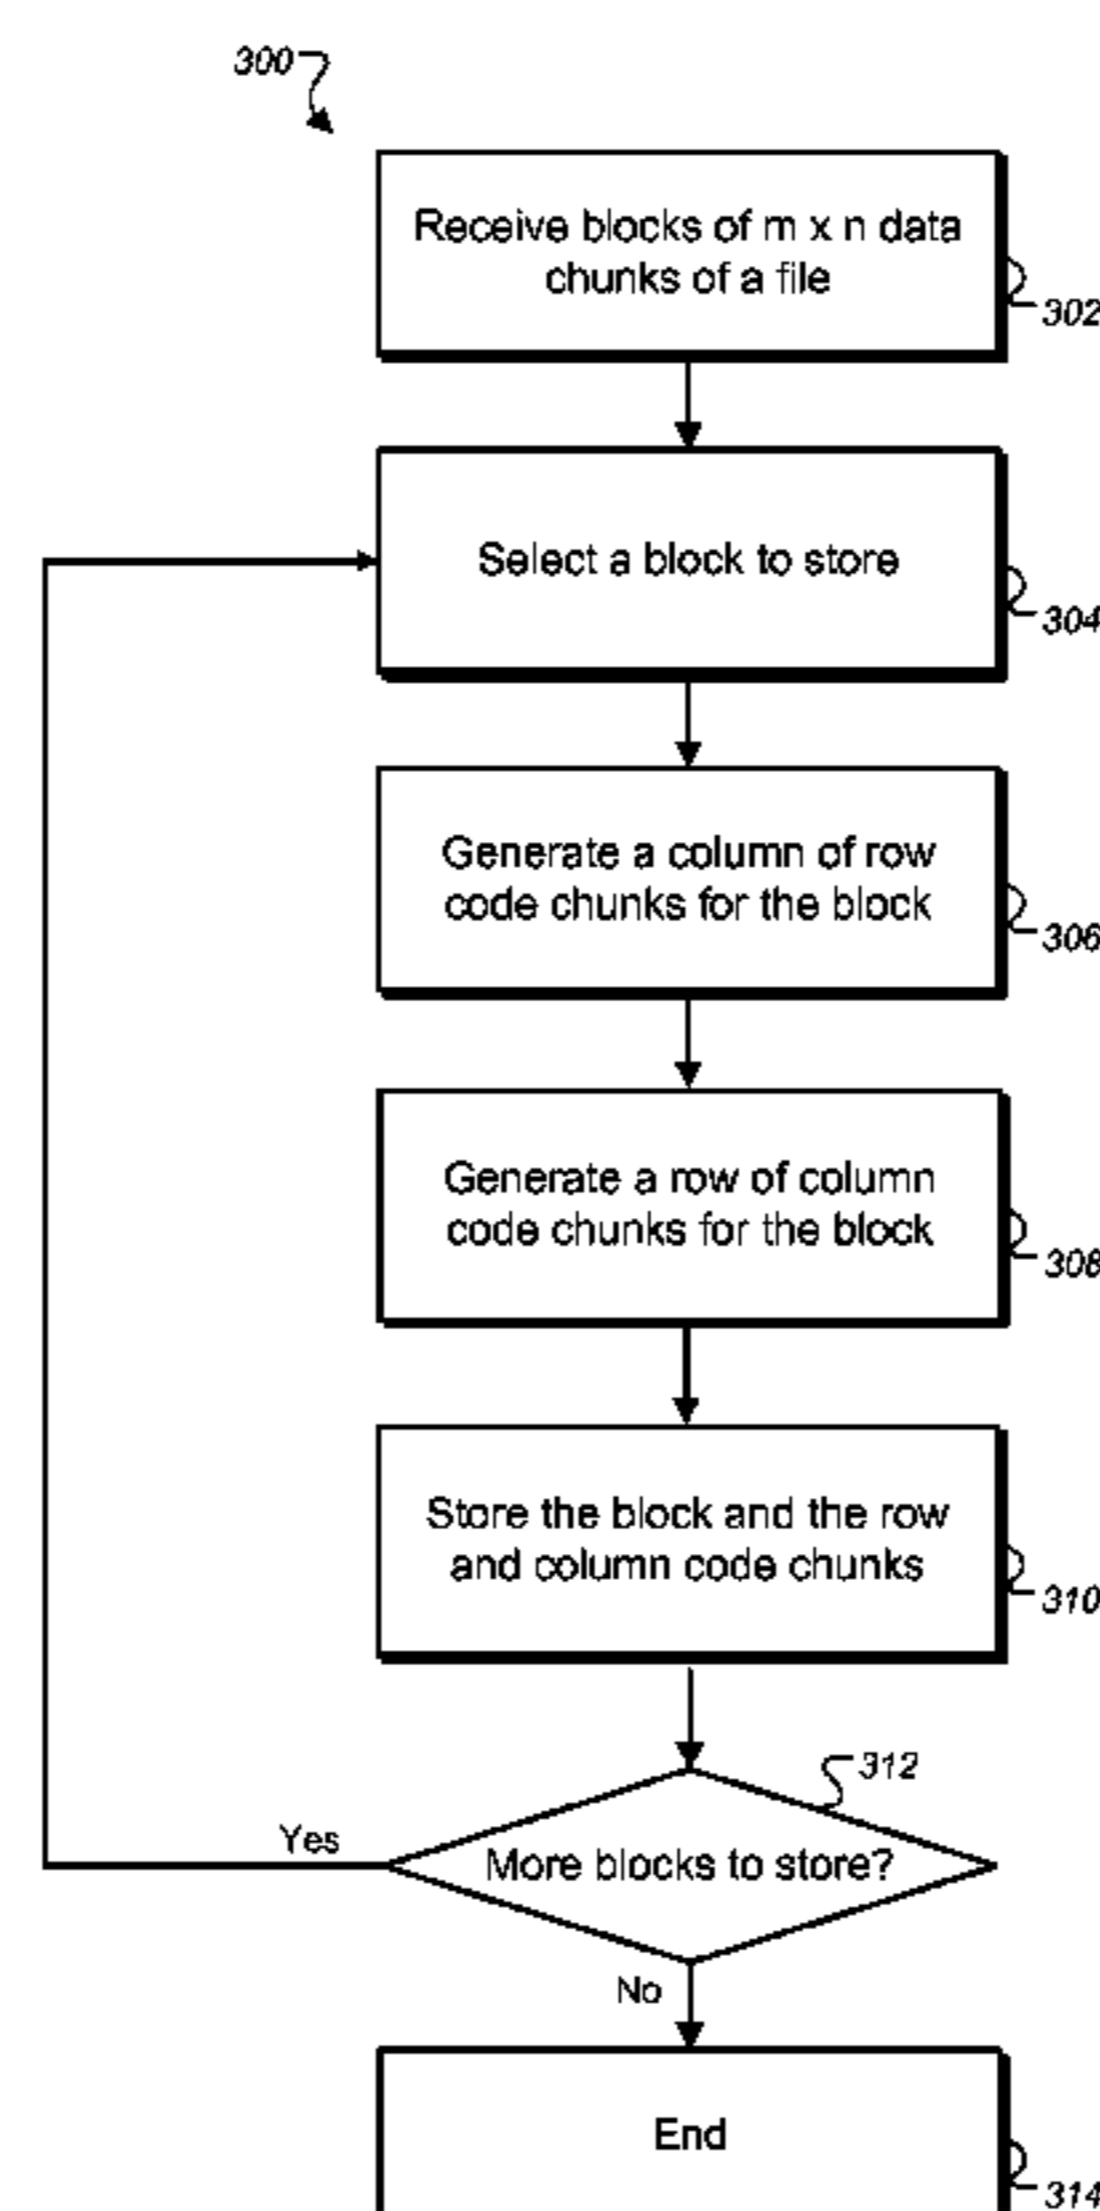 300
Receive blocks of m x n data
chunks of a file
302
Select a block to store
304
Generate a column of row
code chunks for the block
306
Generate a row of column
code chunks for the block
308
Store the block and the row
and column code chunks
310
312
Yes
More blocks to store?
No
End
314